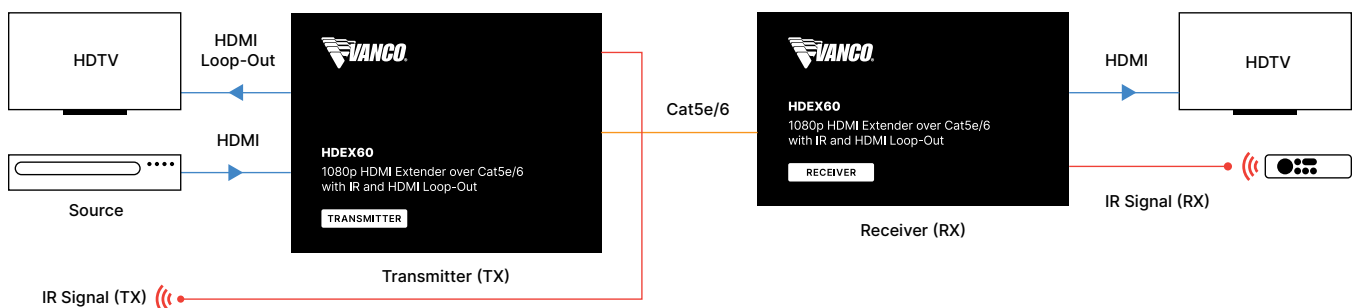 HDTV
HDMI
Loop-Out
HDMI
Source
IR Signal (TX)
VANCO®
HDEX60
1080p HDMI Extender over Cat5e/6
with IR and HDMI Loop-Out
TRANSMITTER
Transmitter (TX)
Cat5e/6
VANCO®
HDEX60
1080p HDMI Extender over Cat5e/6
with IR and HDMI Loop-Out
RECEIVER
Receiver (RX)
HDMI
HDTV
IR Signal (RX)